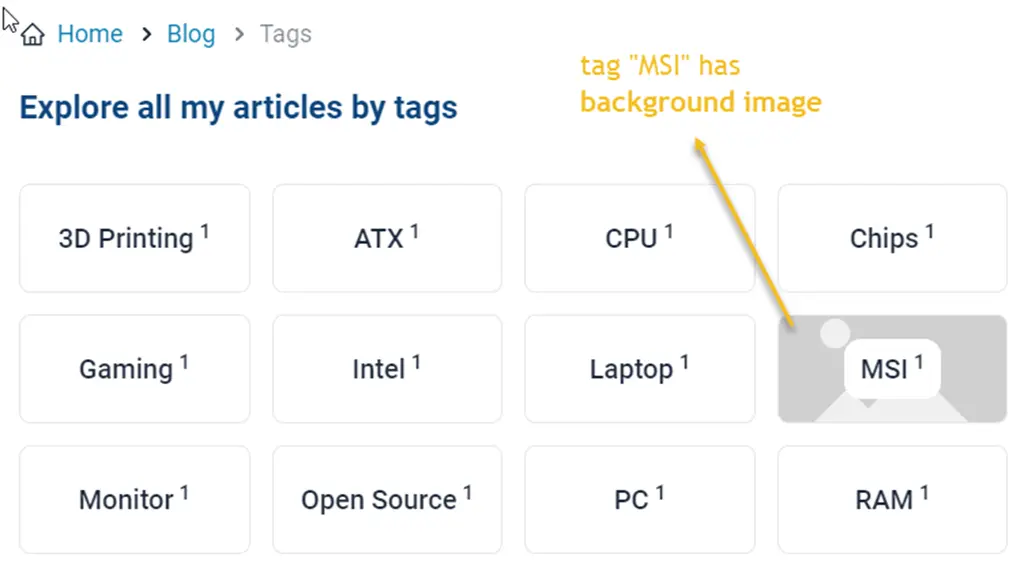 Home > Blog > Tags
tag "MSI" has
background image
Explore all my articles by tags
3D Printing 1
ATX 1
CPU 1
Chips 1
Gaming 1
Intel 1
Laptop 1
MSI 1
Monitor 1
Open Source 1
PC 1
RAM 1